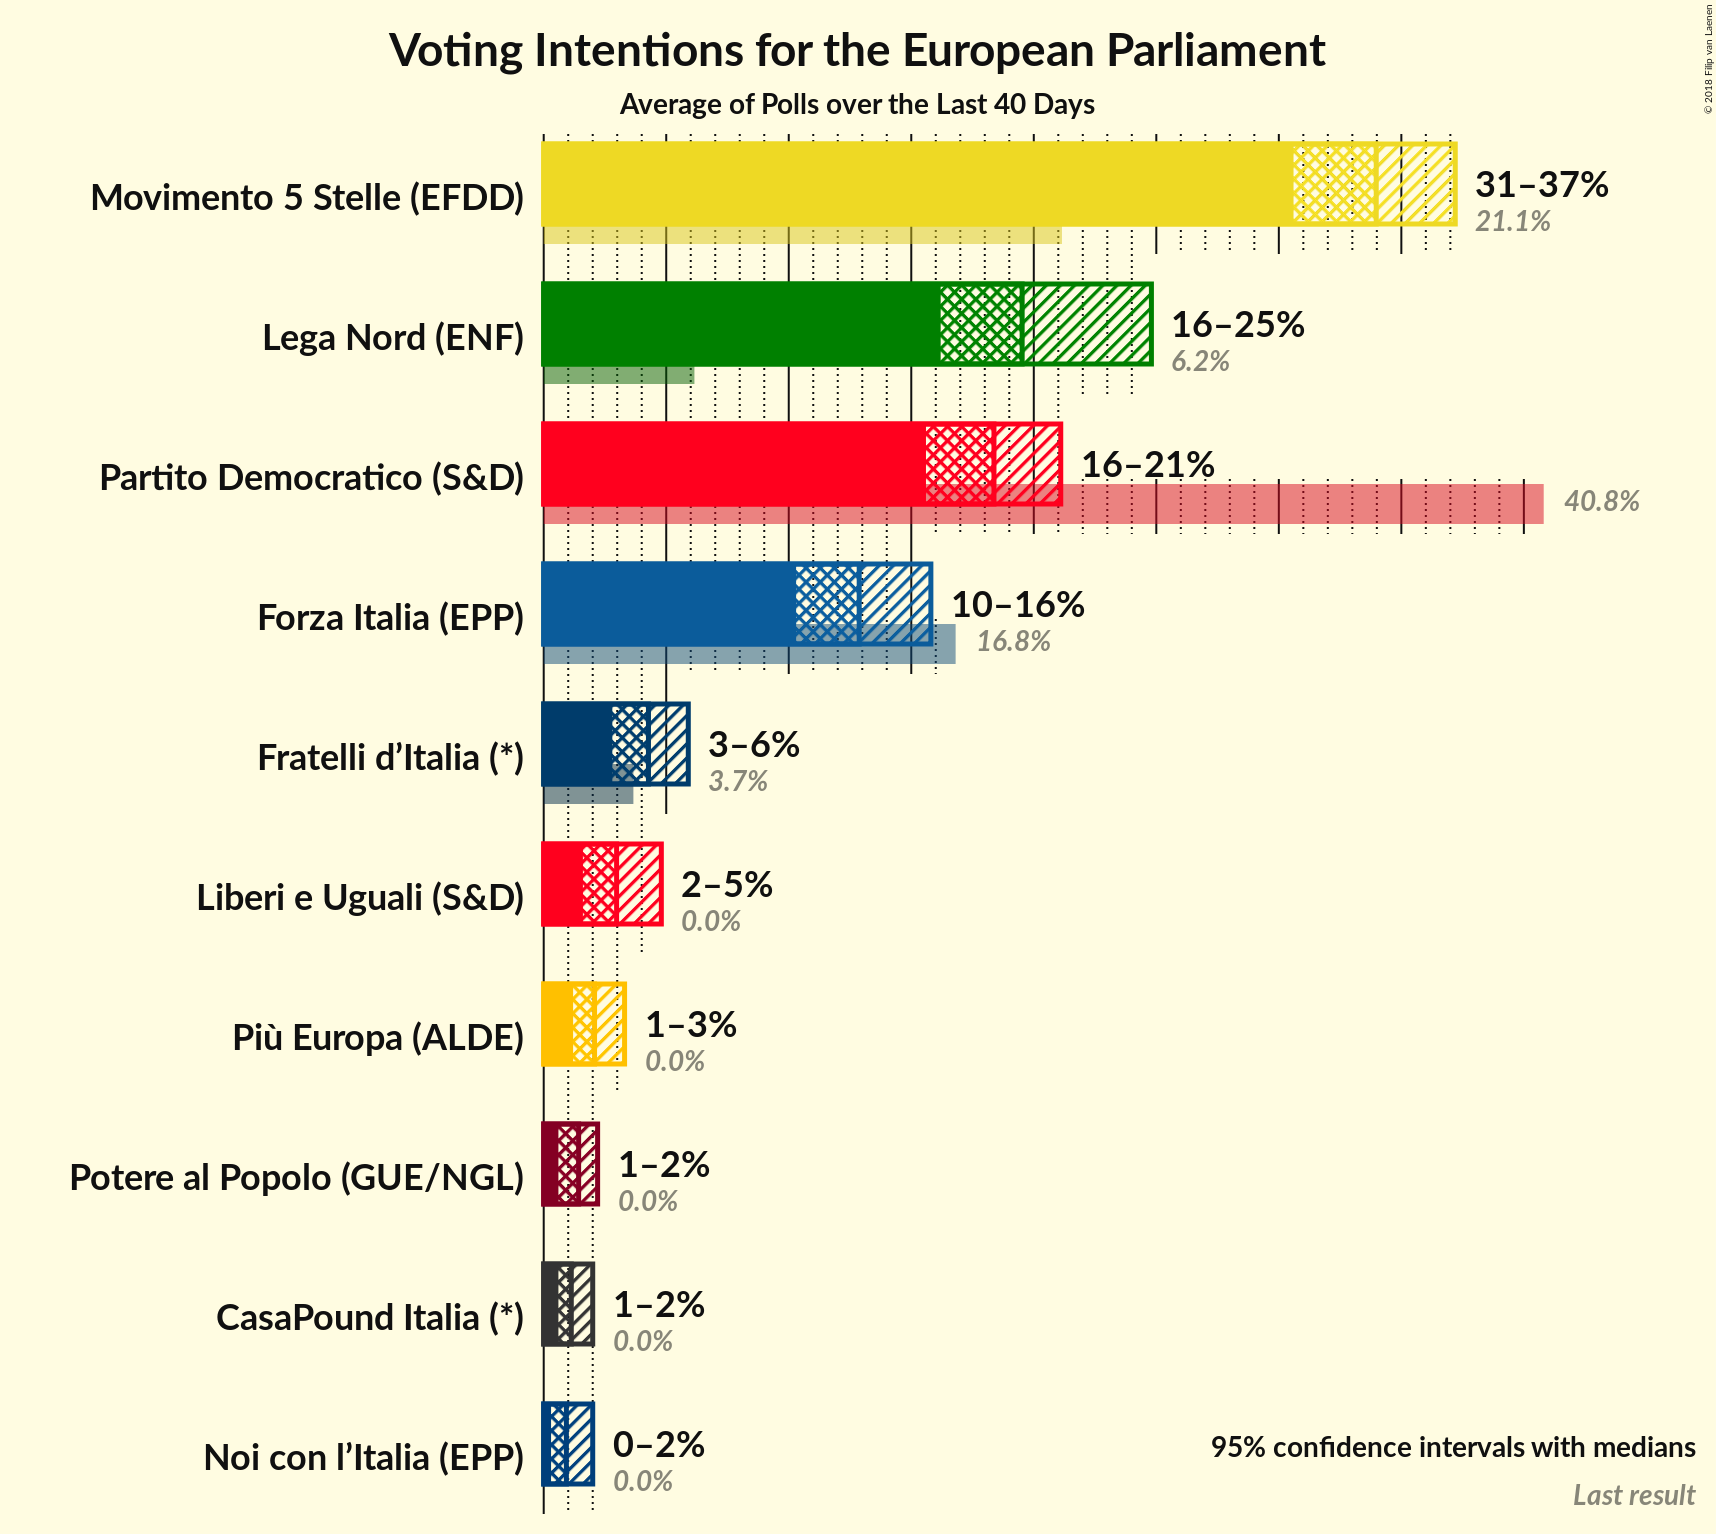 Voting Intentions for the European Parliament
Average of Polls over the Last 40 Days
© 2018 Filip van Laenen
Movimento 5 Stelle (EFDD)
31–37%
21.1%
Lega Nord (ENF)
16–25%
6.2%
Partito Democratico (S&D)
16–21%
40.8%
Forza Italia (EPP)
10–16%
16.8%
Fratelli d’Italia (*)
3–6%
3.7%
Liberi e Uguali (S&D)
2–5%
0.0%
Più Europa (ALDE)
1–3%
0.0%
Potere al Popolo (GUE/NGL)
1–2%
0.0%
CasaPound Italia (*)
1–2%
0.0%
Noi con l’Italia (EPP)
0–2%
0.0%
95% confidence intervals with medians
Last result